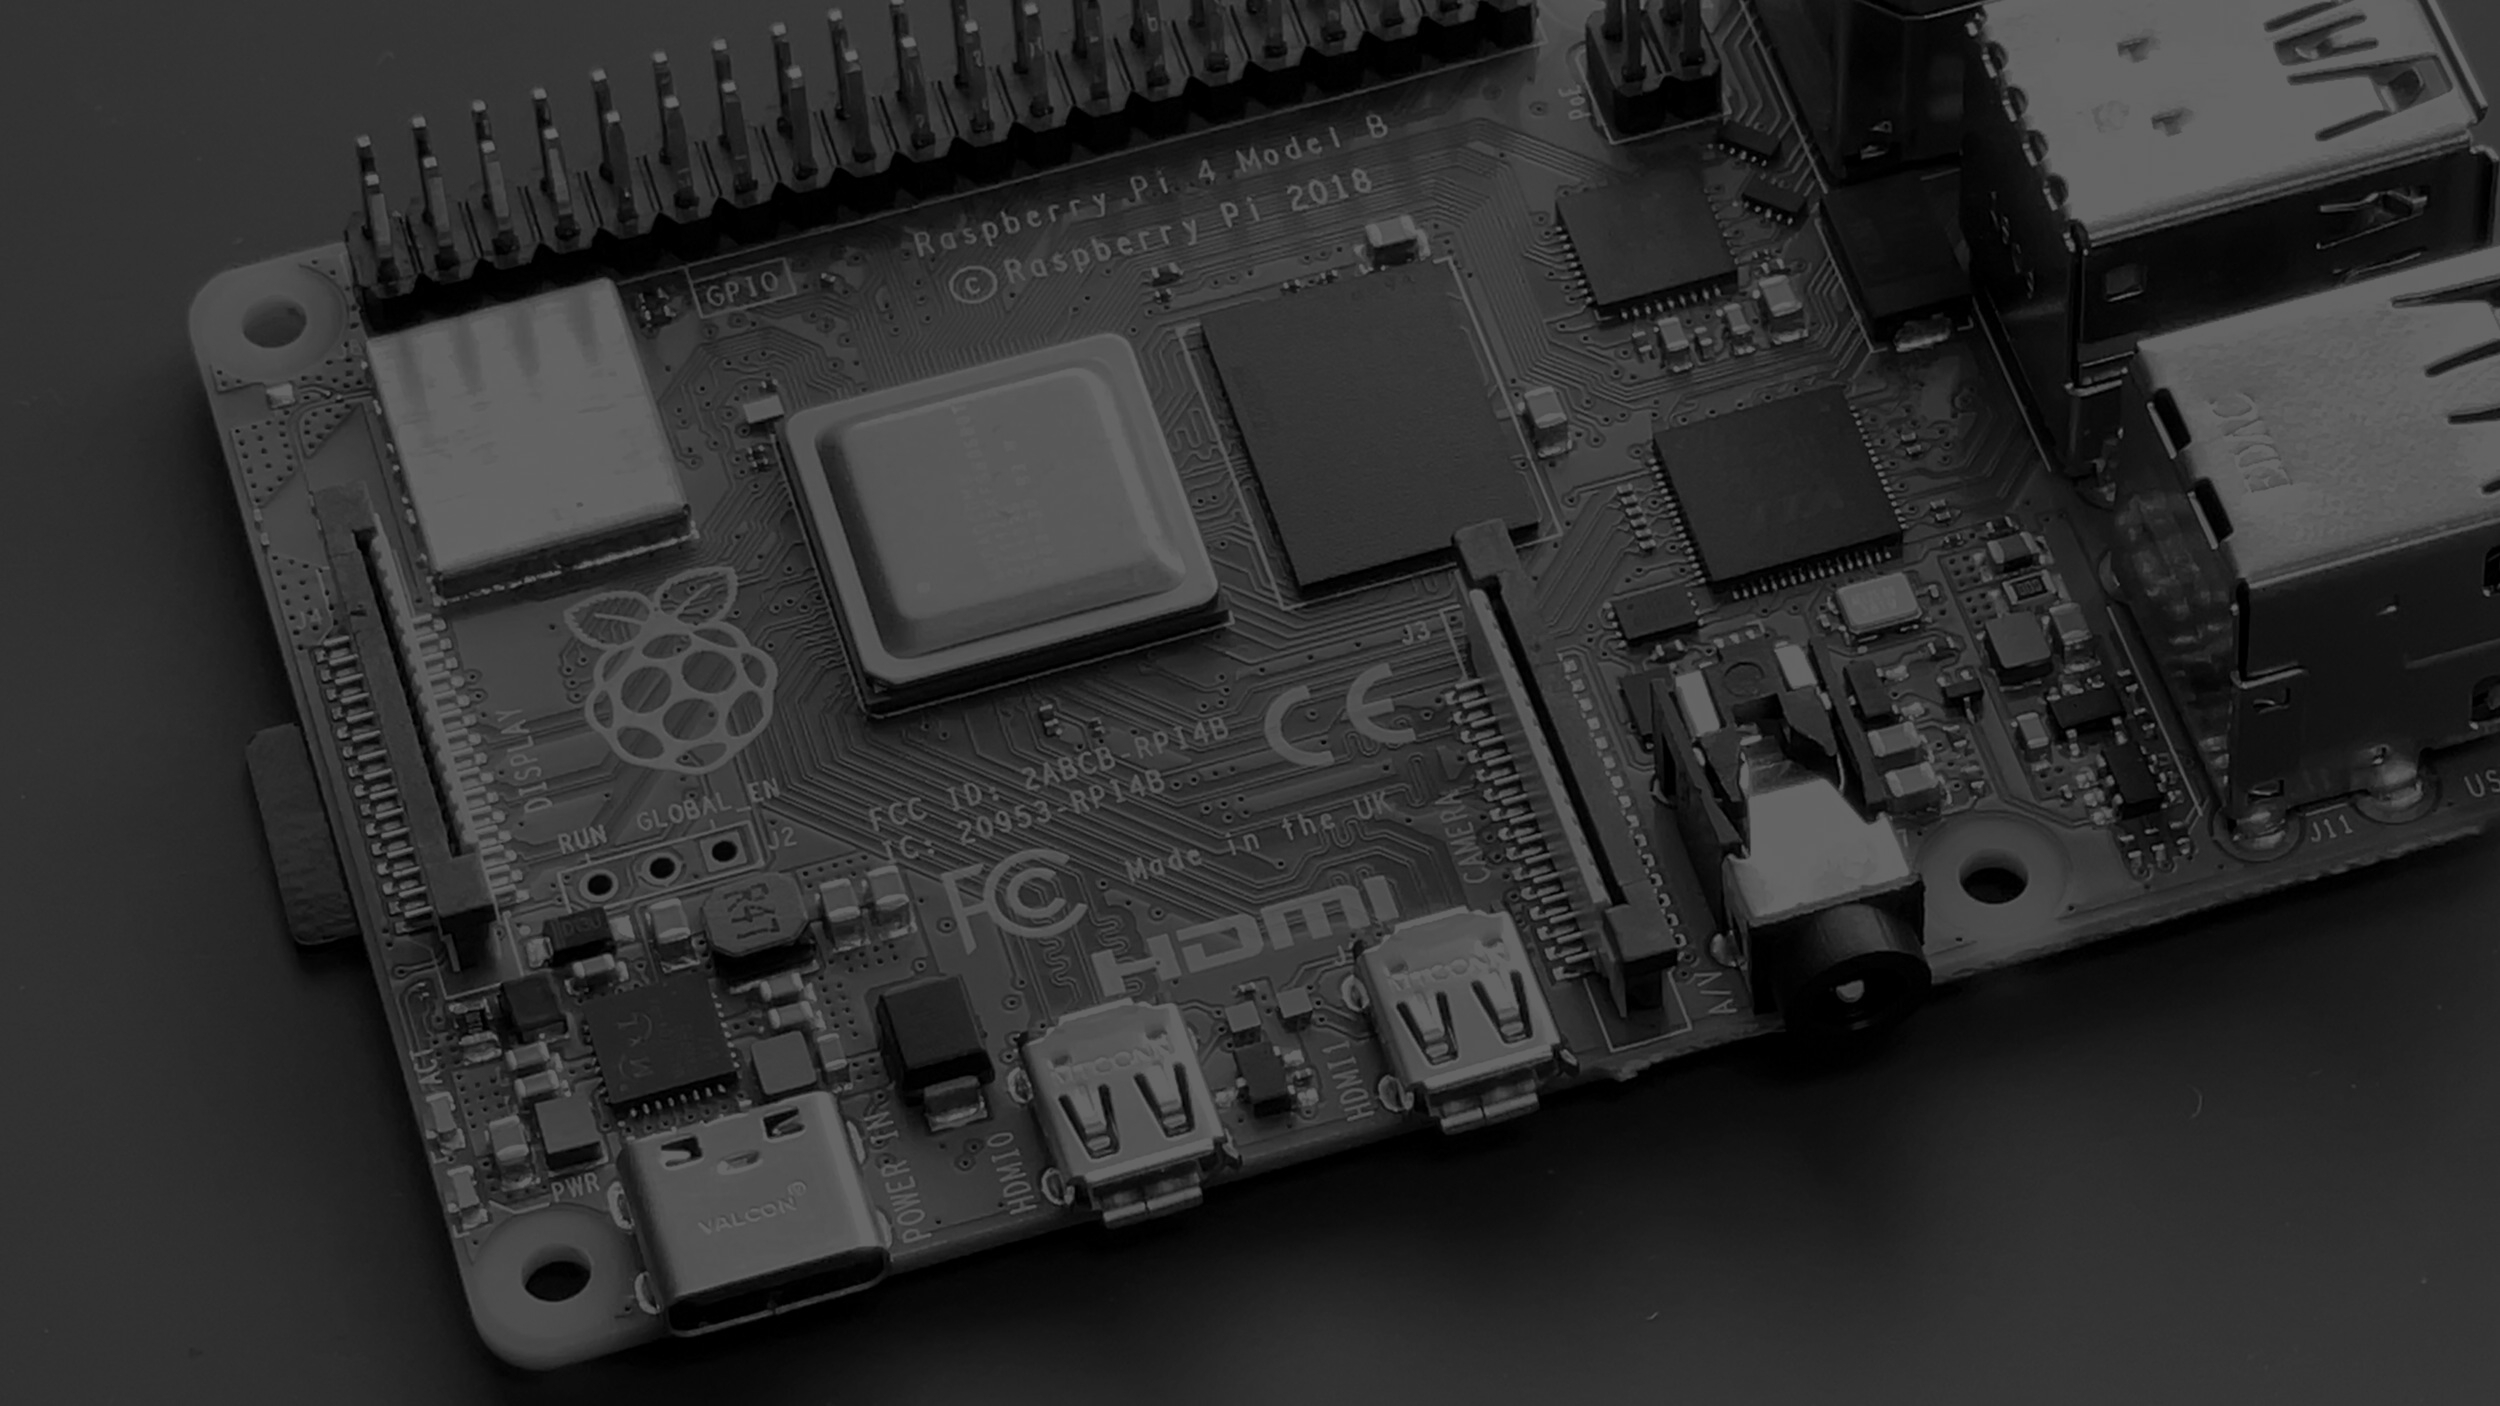 Raspberry Pi 4 Model B
© Raspberry Pi 2018
GPIO
PoE
J3
DISPLAY
FCC ID: 2ABCB-RPI4B
IC: 20953-RPI4B
CE
RUN
GLOBAL_EN
J2
Made in the UK
CAMERA
FC
HDMI
R47
A/V
J11
US
ACT
PWR
VALCON®
POWER IN
HDMI0
MTCONN
HDMI1
MTCONN